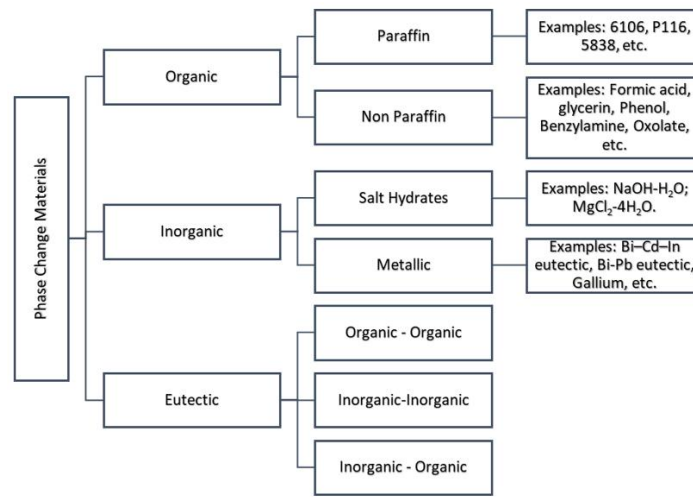 Phase Change Materials
Organic
Paraffin
Examples: 6106, P116,
5838, etc.
Non Paraffin
Examples: Formic acid,
glycerin, Phenol,
Benzylamine, Oxolate,
etc.
Inorganic
Salt Hydrates
Examples: NaOH-H₂O;
MgCl₂-4H₂O.
Metallic
Examples: Bi–Cd–In
eutectic, Bi-Pb eutectic,
Gallium, etc.
Eutectic
Organic - Organic
Inorganic-Inorganic
Inorganic - Organic